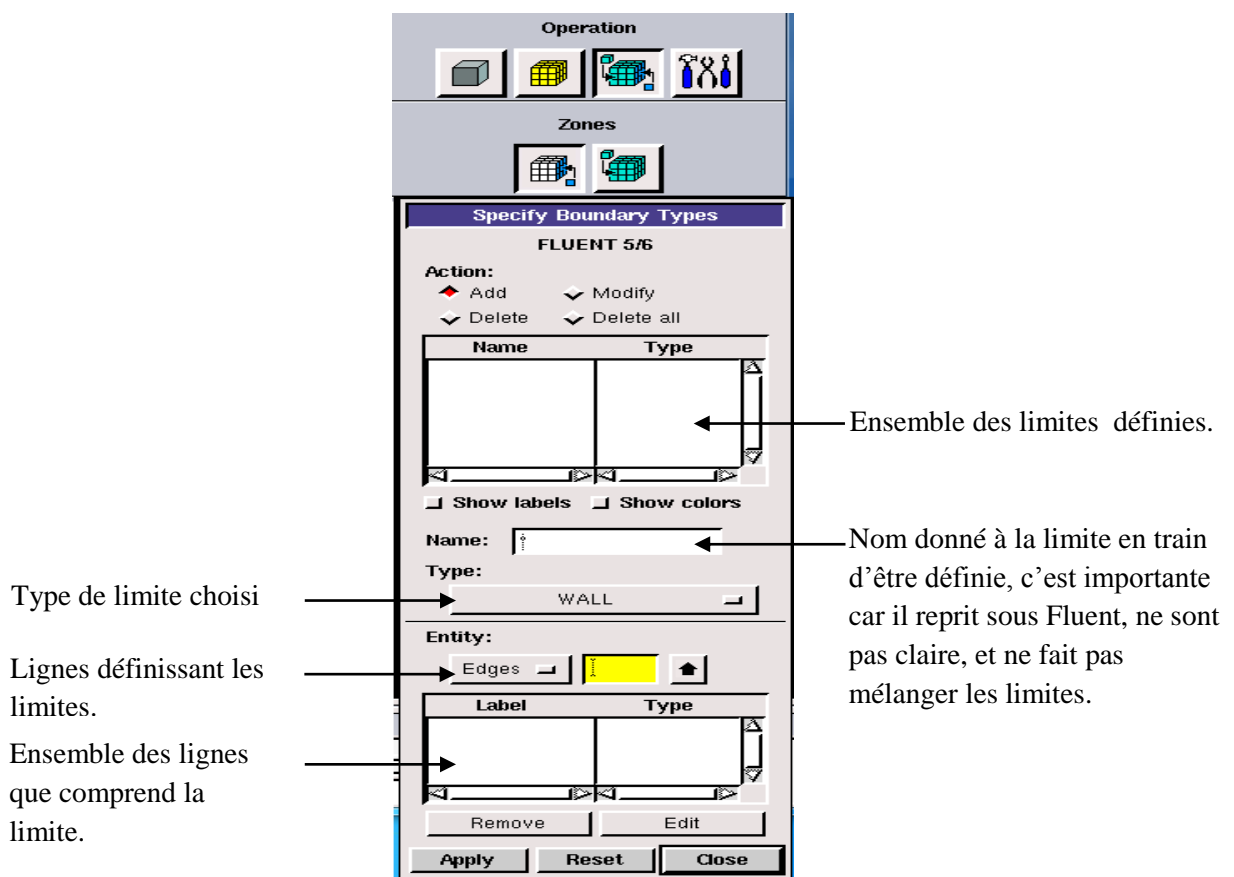 Operation
Zones
Specify Boundary Types
FLUENT 5/6
Action:
Add Modify
Delete Delete all
Name Type
Ensemble des limites définies.
Show labels Show colors
Name:
Nom donné à la limite en train
d’être définie, c’est importante
car il reprit sous Fluent, ne sont
pas claire, et ne fait pas
mélanger les limites.
Type:
Type de limite choisi
WALL
Entity:
Lignes définissant les
limites.
Edges
Label Type
Ensemble des lignes
que comprend la
limite.
Remove Edit
Apply Reset Close